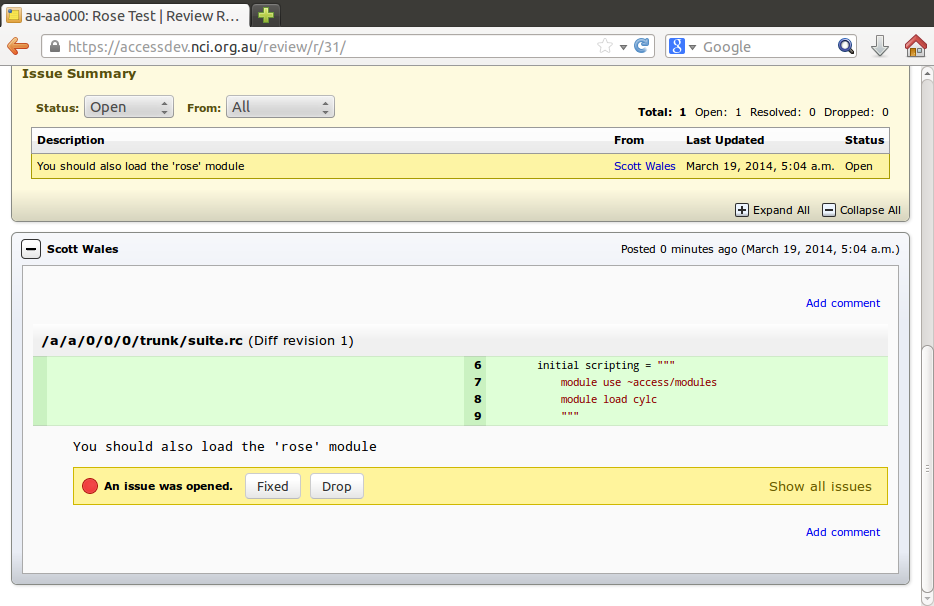 au-aa000: Rose Test | Review R…
https://accessdev.nci.org.au/review/r/31/
8
Google
Issue Summary
Status: Open From: All
Total: 1 Open: 1 Resolved: 0 Dropped: 0
Description From Last Updated Status
You should also load the 'rose' module Scott Wales March 19, 2014, 5:04 a.m. Open
Expand All Collapse All
Scott Wales Posted 0 minutes ago (March 19, 2014, 5:04 a.m.)
Add comment
/a/a/0/0/0/trunk/suite.rc (Diff revision 1)
6 initial scripting = """
7 module use ~access/modules
8 module load cylc
9 """
You should also load the 'rose' module
An issue was opened. Fixed Drop Show all issues
Add comment